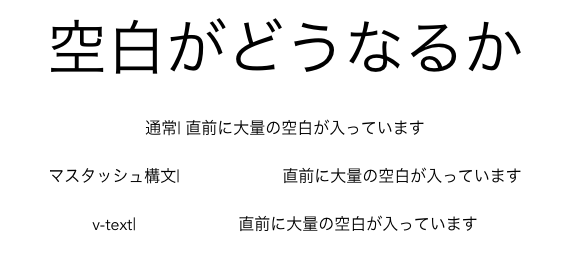 空白がどうなるか
通常| 直前に大量の空白が入っています
マスタッシュ構文|             直前に大量の空白が入っています
v-text|             直前に大量の空白が入っています